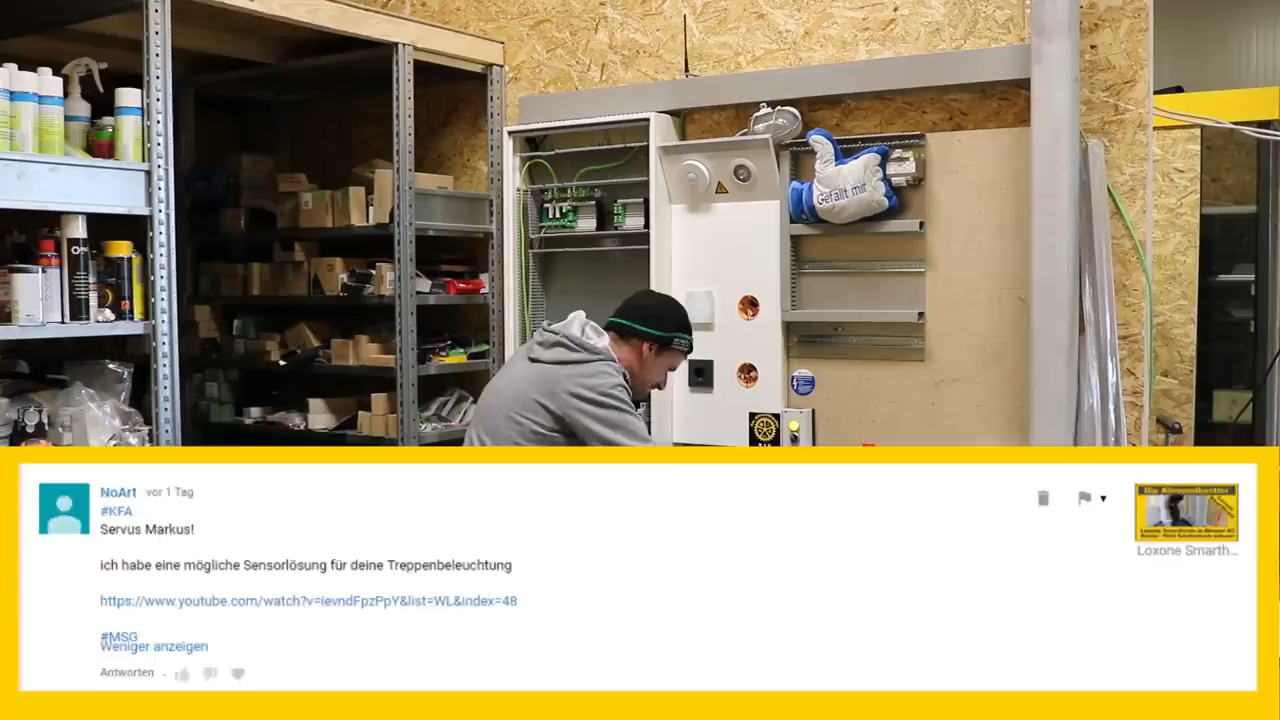 Gefällt mir
NoArt vor 1 Tag
#KFA
Servus Markus!
ich habe eine mögliche Sensorlösung für deine Treppenbeleuchtung
https://www.youtube.com/watch?v=ievndFpzPpY&list=WL&index=48
#MSG
Weniger anzeigen
Antworten
Loxone Smarth...